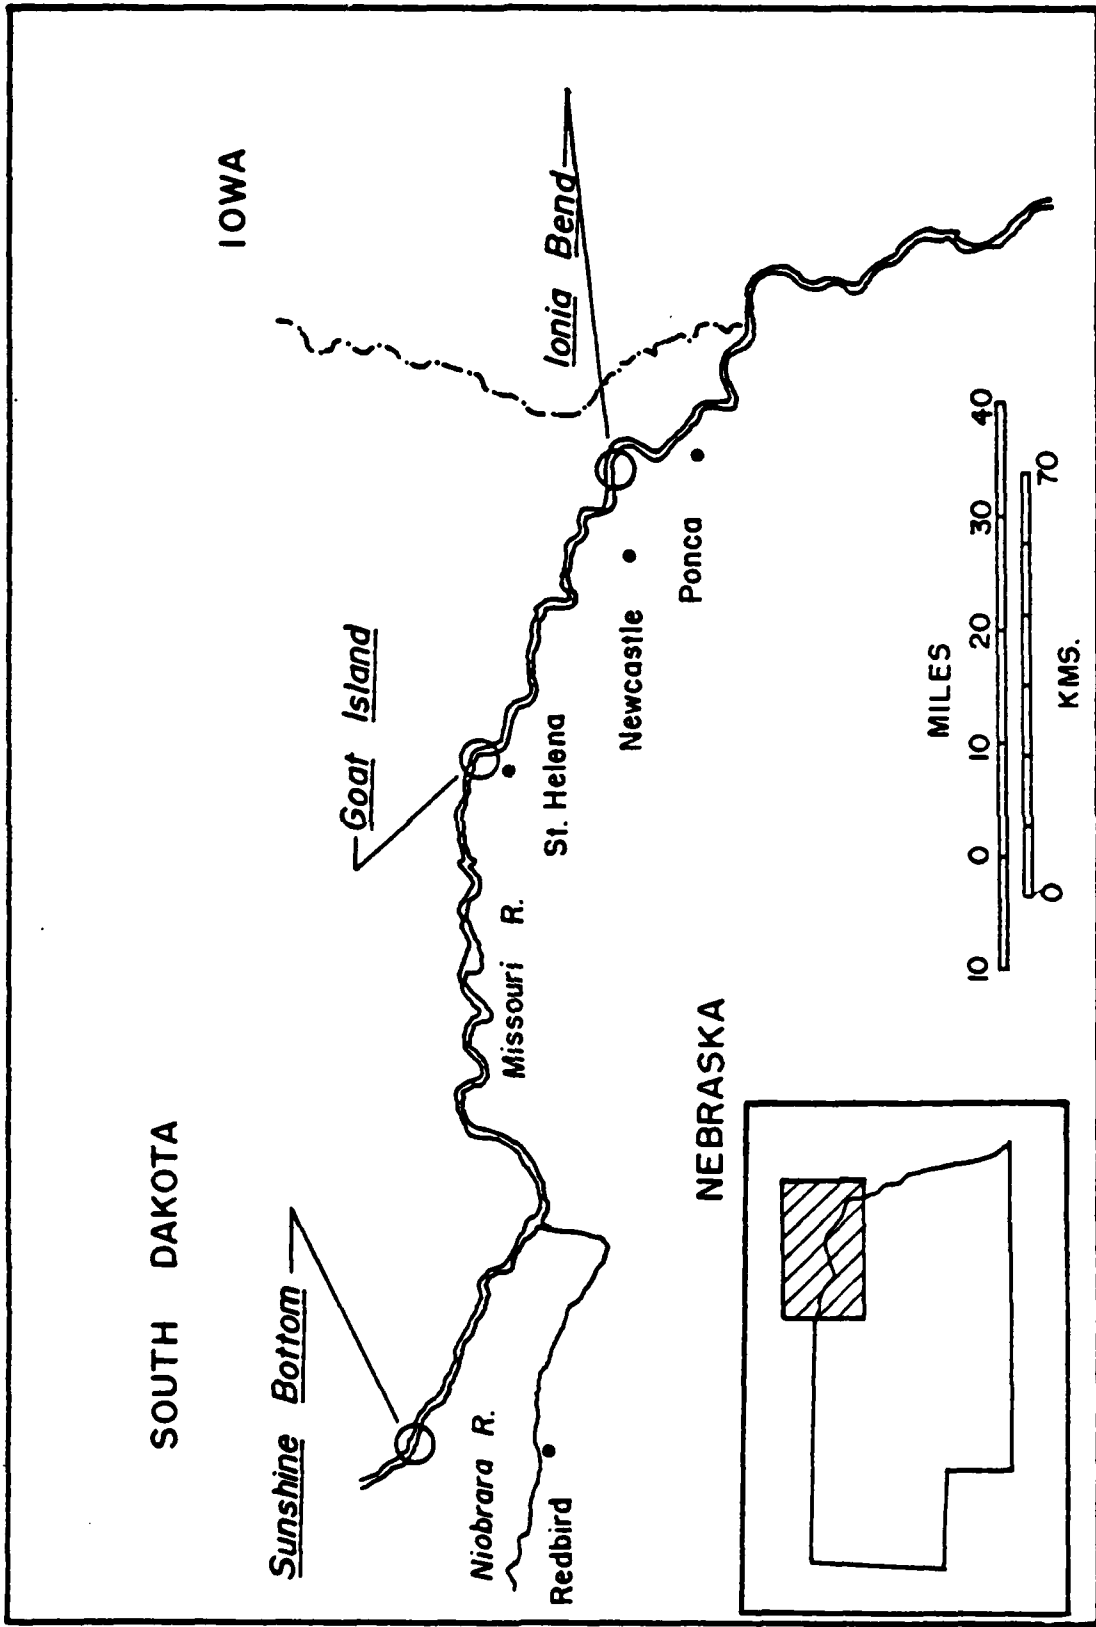 SOUTH DAKOTA
IOWA
Sunshine Bottom
Goat Island
Ionia Bend
Niobrara R.
Missouri R.
Redbird
St. Helena
Newcastle
Ponca
NEBRASKA
MILES
10 0 10 20 30 40
0 70
KMS.